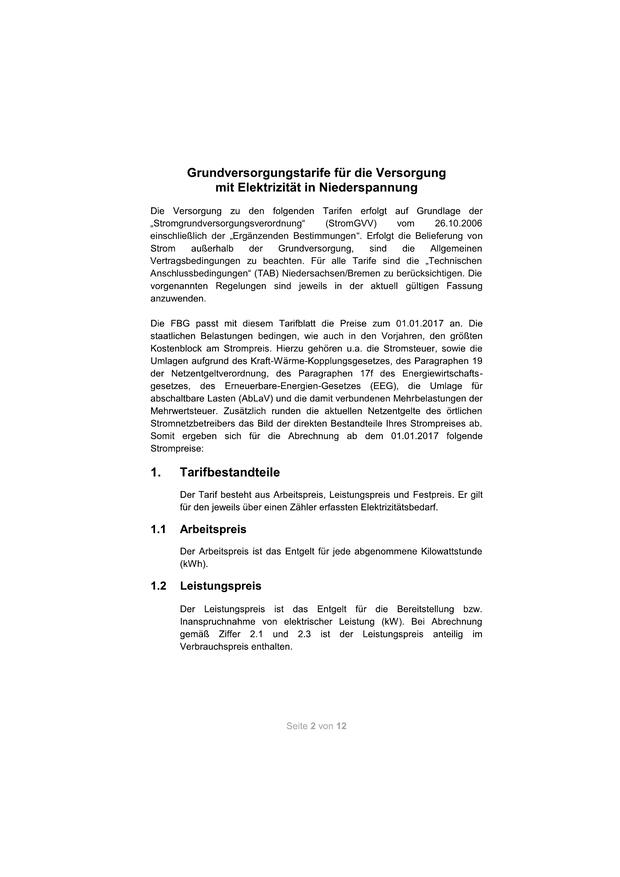 Grundversorgungstarife für die Versorgung
mit Elektrizität in Niederspannung
Die Versorgung zu den folgenden Tarifen erfolgt auf Grundlage der
„Stromgrundversorgungsverordnung“ (StromGVV) vom 26.10.2006
einschließlich der „Ergänzenden Bestimmungen“. Erfolgt die Belieferung von
Strom außerhalb der Grundversorgung, sind die Allgemeinen
Vertragsbedingungen zu beachten. Für alle Tarife sind die „Technischen
Anschlussbedingungen“ (TAB) Niedersachsen/Bremen zu berücksichtigen. Die
vorgenannten Regelungen sind jeweils in der aktuell gültigen Fassung
anzuwenden.
Die FBG passt mit diesem Tarifblatt die Preise zum 01.01.2017 an. Die
staatlichen Belastungen bedingen, wie auch in den Vorjahren, den größten
Kostenblock am Strompreis. Hierzu gehören u.a. die Stromsteuer, sowie die
Umlagen aufgrund des Kraft-Wärme-Kopplungsgesetzes, des Paragraphen 19
der Netzentgeltverordnung, des Paragraphen 17f des Energiewirtschafts-
gesetzes, des Erneuerbare-Energien-Gesetzes (EEG), die Umlage für
abschaltbare Lasten (AbLaV) und die damit verbundenen Mehrbelastungen der
Mehrwertsteuer. Zusätzlich runden die aktuellen Netzentgelte des örtlichen
Stromnetzbetreibers das Bild der direkten Bestandteile Ihres Strompreises ab.
Somit ergeben sich für die Abrechnung ab dem 01.01.2017 folgende
Strompreise:
1. Tarifbestandteile
Der Tarif besteht aus Arbeitspreis, Leistungspreis und Festpreis. Er gilt
für den jeweils über einen Zähler erfassten Elektrizitätsbedarf.
1.1 Arbeitspreis
Der Arbeitspreis ist das Entgelt für jede abgenommene Kilowattstunde
(kWh).
1.2 Leistungspreis
Der Leistungspreis ist das Entgelt für die Bereitstellung bzw.
Inanspruchnahme von elektrischer Leistung (kW). Bei Abrechnung
gemäß Ziffer 2.1 und 2.3 ist der Leistungspreis anteilig im
Verbrauchspreis enthalten.
Seite 2 von 12